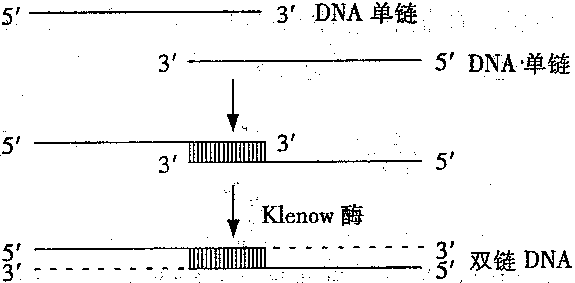 5′ 3′ DNA 单链
3′ 5′ DNA 单链
5′ 3′
3′ 5′
Klenow 酶
5′ 3′
3′ 5′ 双链 DNA